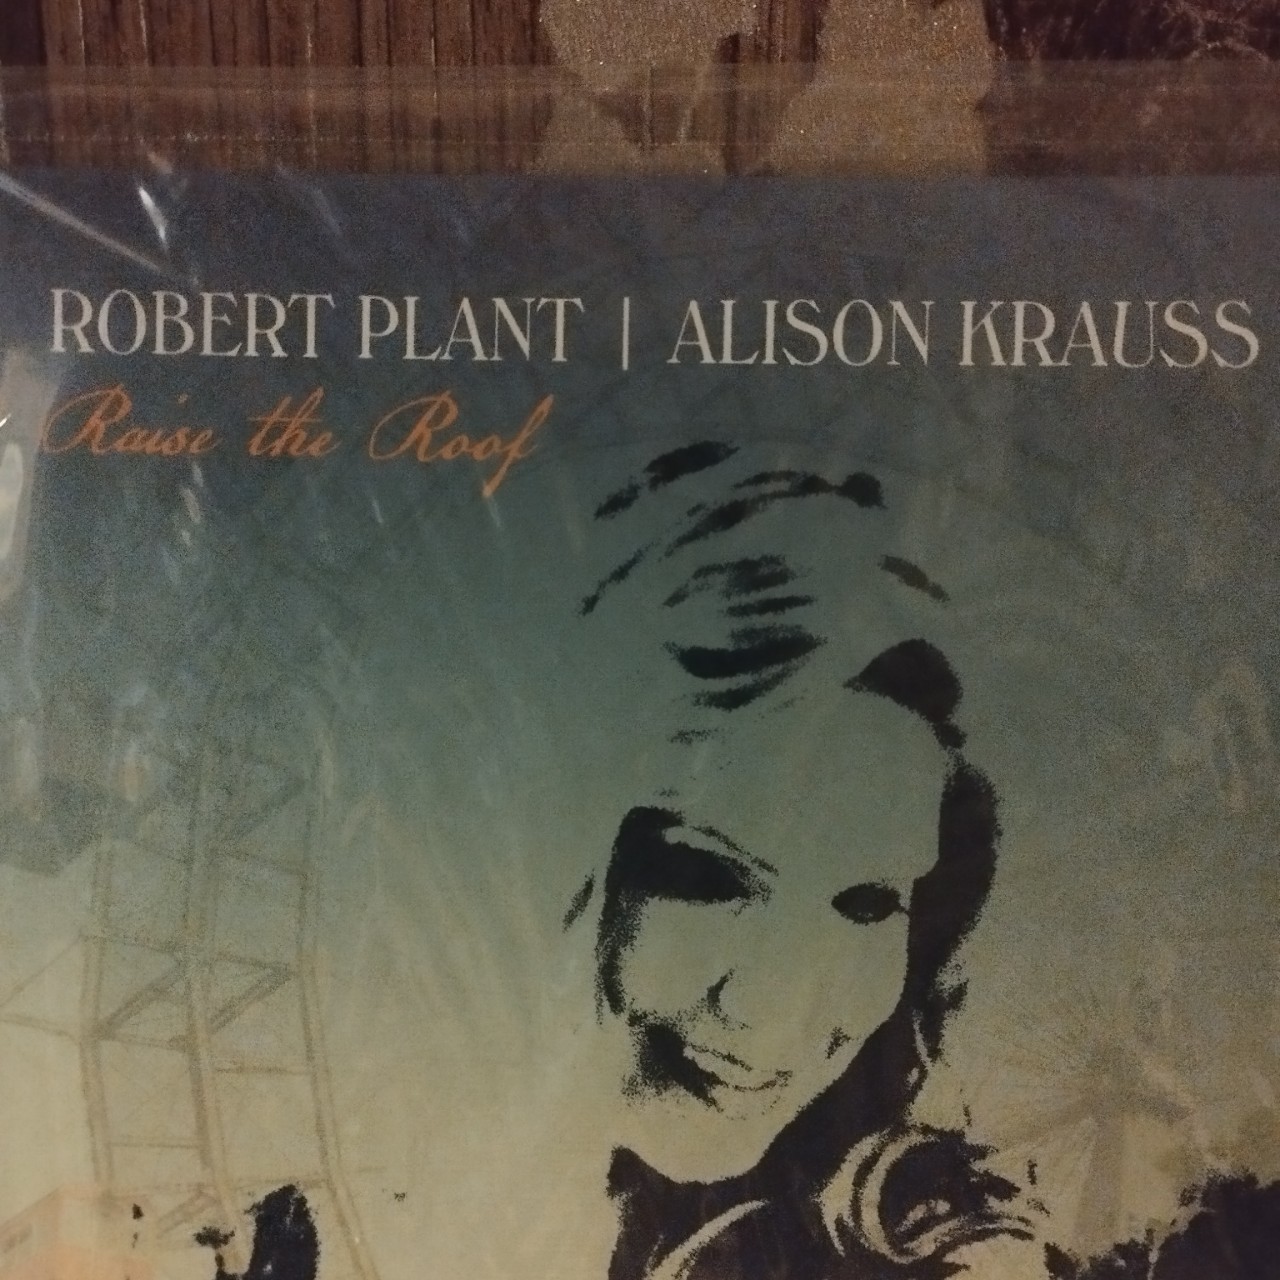 ROBERT PLANT | ALISON KRAUSS
Raise the Roof